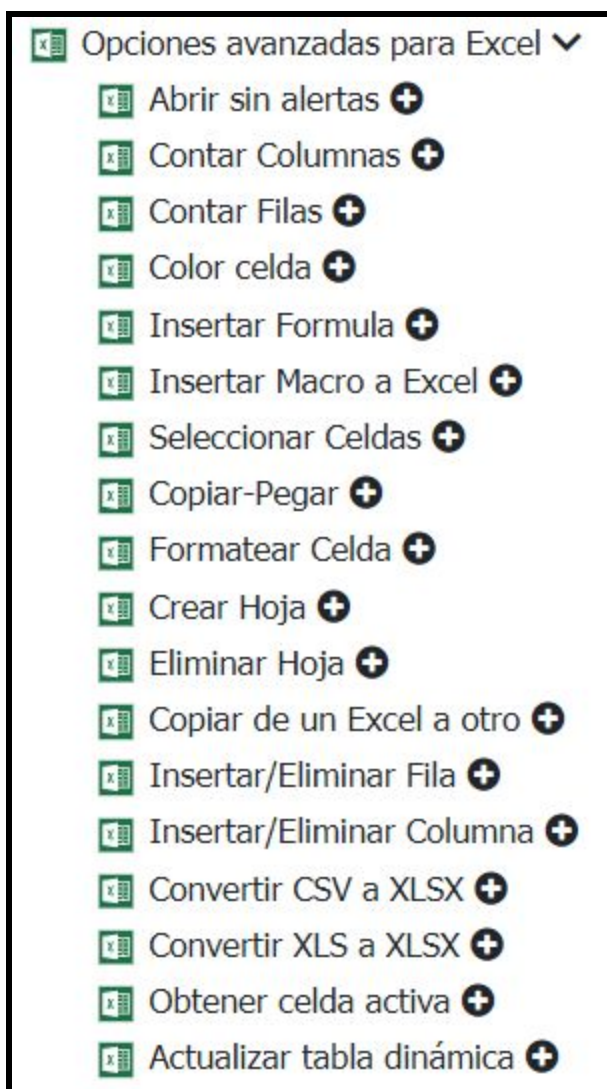 Opciones avanzadas para Excel
Abrir sin alertas
Contar Columnas
Contar Filas
Color celda
Insertar Formula
Insertar Macro a Excel
Seleccionar Celdas
Copiar-Pegar
Formatear Celda
Crear Hoja
Eliminar Hoja
Copiar de un Excel a otro
Insertar/Eliminar Fila
Insertar/Eliminar Columna
Convertir CSV a XLSX
Convertir XLS a XLSX
Obtener celda activa
Actualizar tabla dinámica